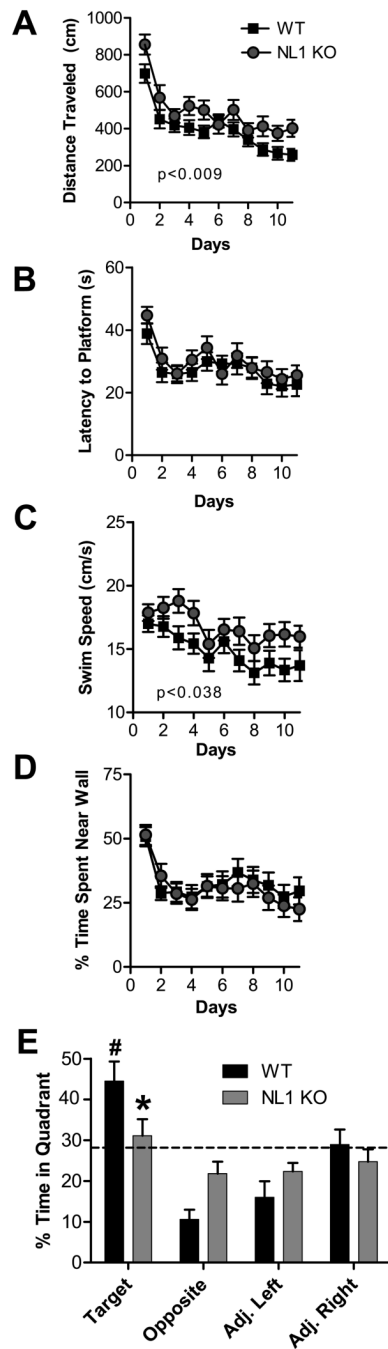 A
WT
NL1 KO
Distance Traveled (cm)
1200
1000
800
600
400
200
0
p<0.009
0 2 4 6 8 10
Days
B
Latency to Platform (s)
60
40
20
0
0 2 4 6 8 10
Days
C
Swim Speed (cm/s)
25
20
15
10
p<0.038
0 2 4 6 8 10
Days
D
% Time Spent Near Wall
75
50
25
0
0 2 4 6 8 10
Days
E
WT
NL1 KO
% Time in Quadrant
50
40
30
20
10
0
#
*
Target
Opposite
Adj. Left
Adj. Right